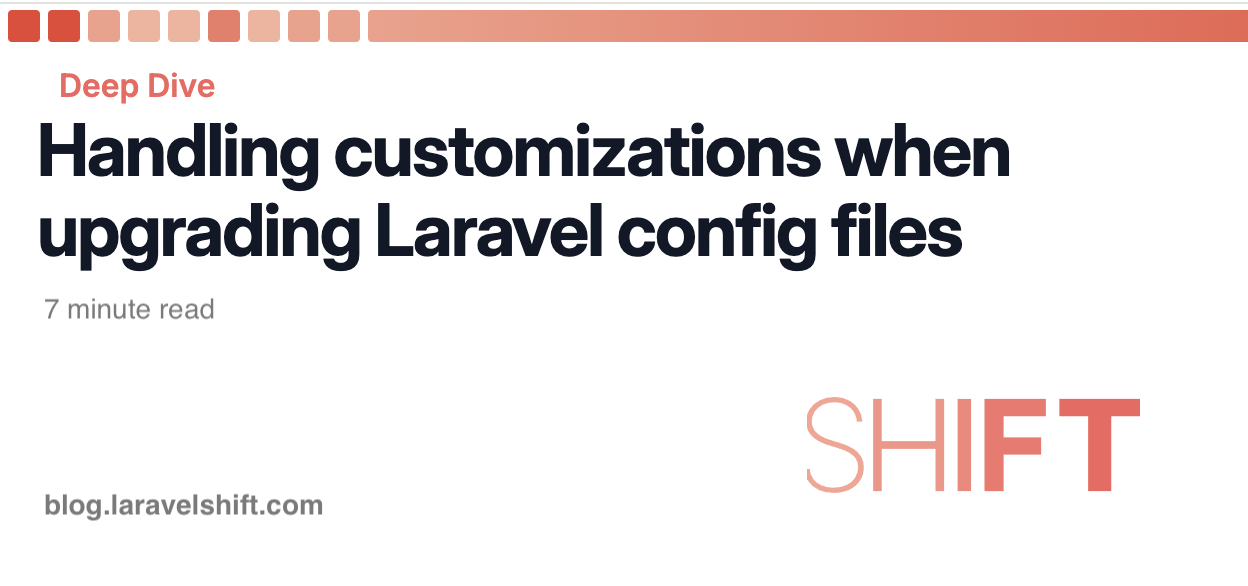 Deep Dive
Handling customizations when
upgrading Laravel config files
7 minute read
SHIFT
blog.laravelshift.com